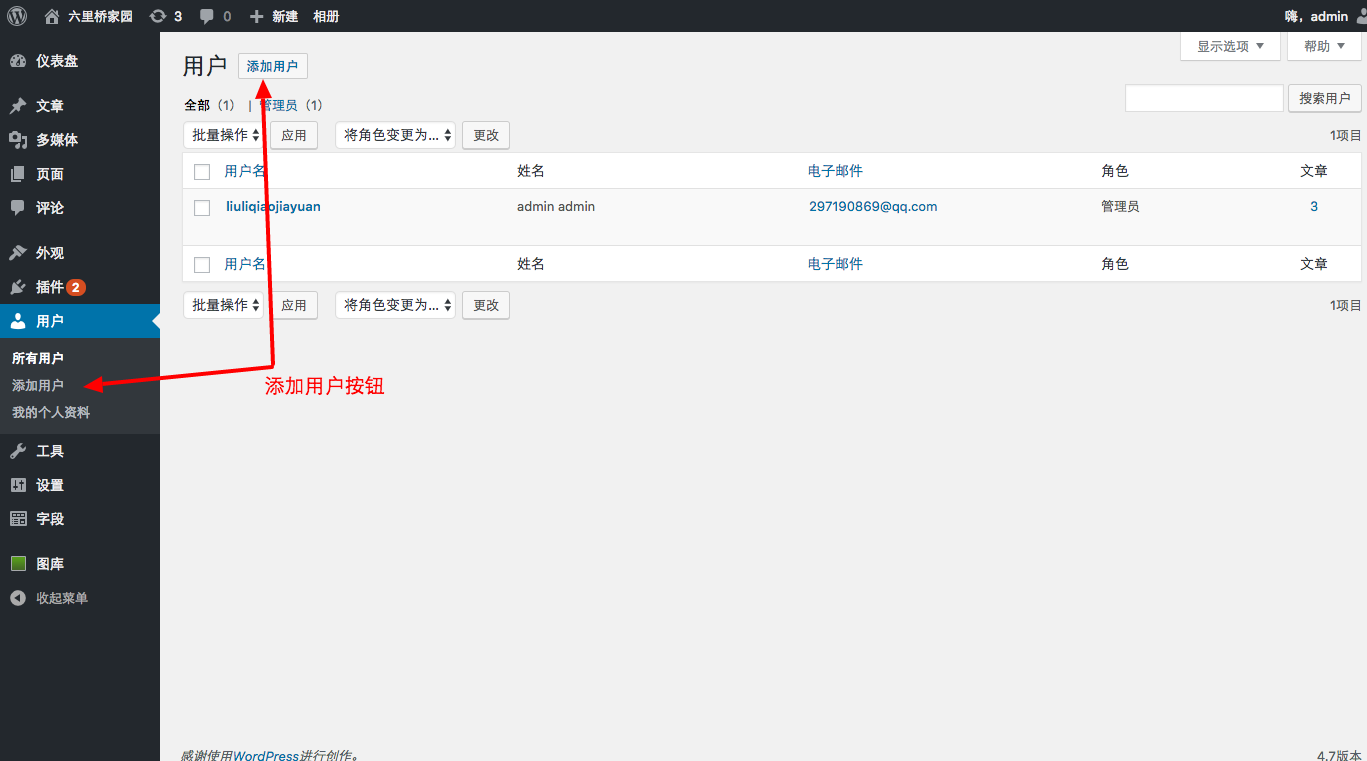 六里桥家园 3 0 新建 相册 嗨，admin
显示选项 帮助
仪表盘
文章
多媒体
页面
评论
外观
插件 2
用户
所有用户
添加用户
我的个人资料
工具
设置
字段
图库
收起菜单
用户 添加用户
全部（1） | 管理员（1）
搜索用户
批量操作 应用 将角色变更为... 更改 1项目
用户名 姓名 电子邮件 角色 文章
liuliqiaojiayuan admin admin 297190869@qq.com 管理员 3
用户名 姓名 电子邮件 角色 文章
批量操作 应用 将角色变更为... 更改 1项目
添加用户按钮
感谢使用WordPress进行创作。 4.7版本